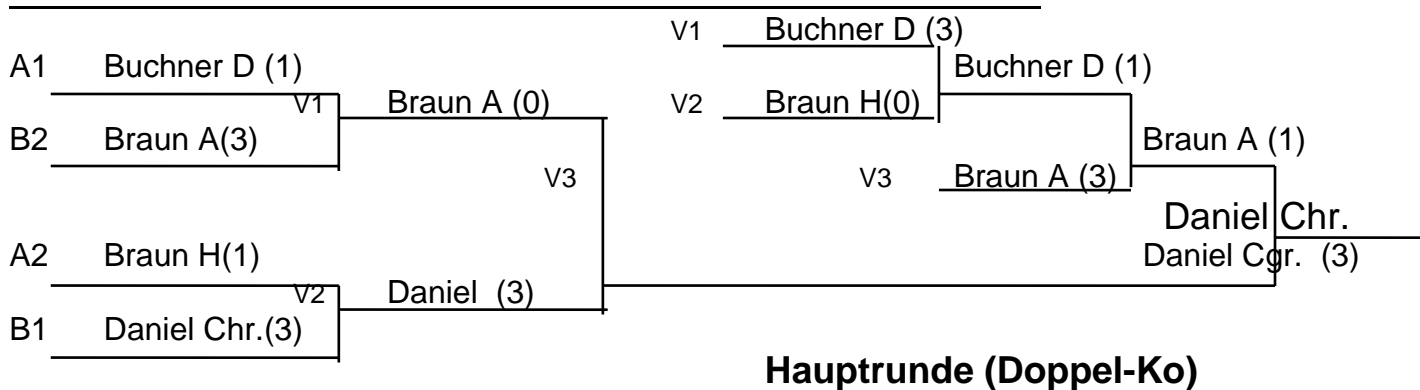 V1 Buchner D (3)
A1 Buchner D (1) Buchner D (1)
V1 Braun A (0) V2 Braun H(0)
B2 Braun A(3) Braun A (1)
V3 V3 Braun A (3)
Daniel Chr.
A2 Braun H(1) Daniel Cgr. (3)
V2 Daniel (3)
B1 Daniel Chr.(3)
Hauptrunde (Doppel-Ko)